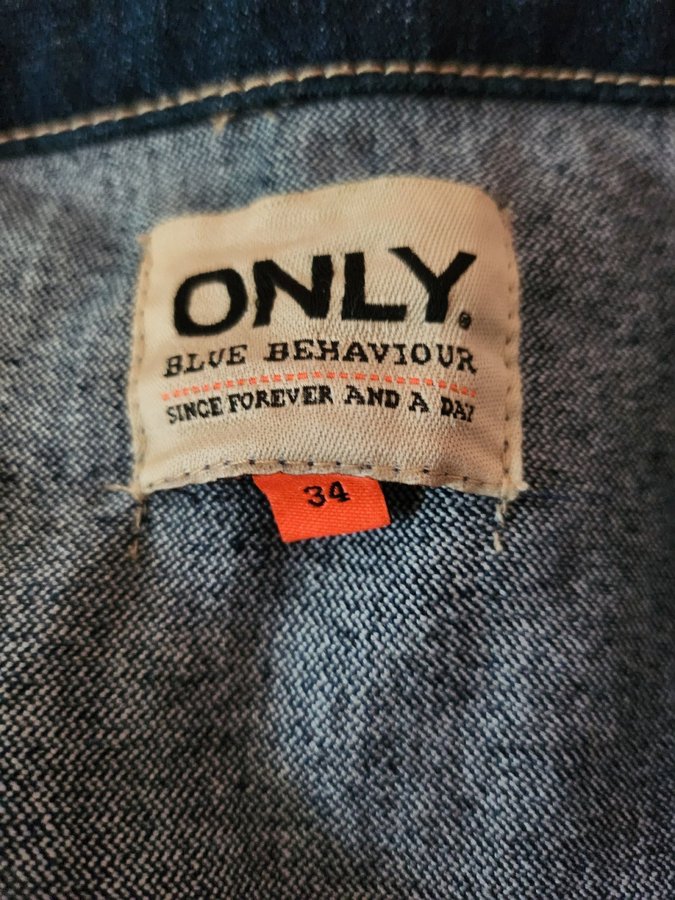 ONLY.®
BLUE BEHAVIOUR
SINCE FOREVER AND A DAY
34